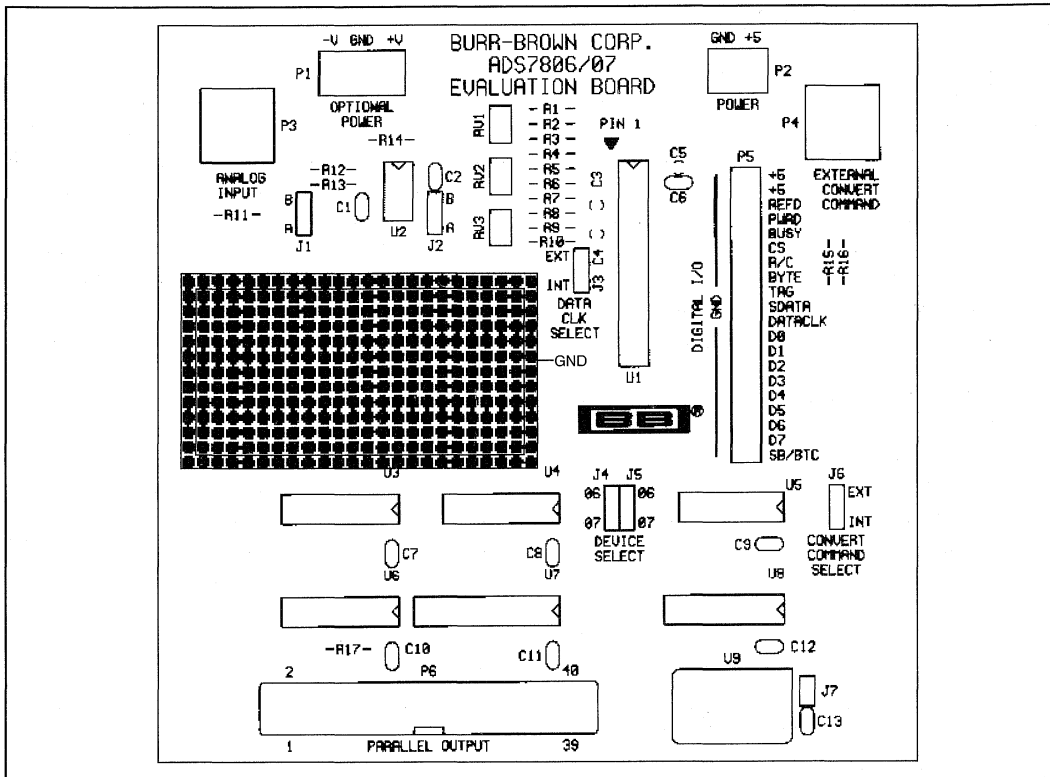 -V GND +V
P1
OPTIONAL
POWER
BURR-BROWN CORP.
ADS7806/07
EVALUATION BOARD
GND +5
P2
POWER
P3
ANALOG
INPUT
P4
EXTERNAL
CONVERT
COMMAND
-R14-
-R12-
-R13-
-R11-
B
A
J1
C1
U2
C2
B
A
J2
RV1
RV2
RV3
-R1-
-R2-
-R3-
-R4-
-R5-
-R6-
-R7-
-R8-
-R9-
-R10-
PIN 1
C3
C4
C5
C6
EXT
INT
J3
DATA
CLK
SELECT
GND
U1
BB®
DIGITAL I/O
GND
P5
+5
+5
REFD
PWRD
BUSY
CS
R/C
BYTE
TAG
SDATA
DATACLK
D0
D1
D2
D3
D4
D5
D6
D7
SB/BTC
-R15-
-R16-
U3
U4
J4 J5
06 06
07 07
DEVICE
SELECT
U5
J6
EXT
INT
CONVERT
COMMAND
SELECT
C7
C8
C9
U6
U7
U8
-R17-
C10
C11
C12
2
P6
40
1
PARALLEL OUTPUT
39
U9
J7
C13